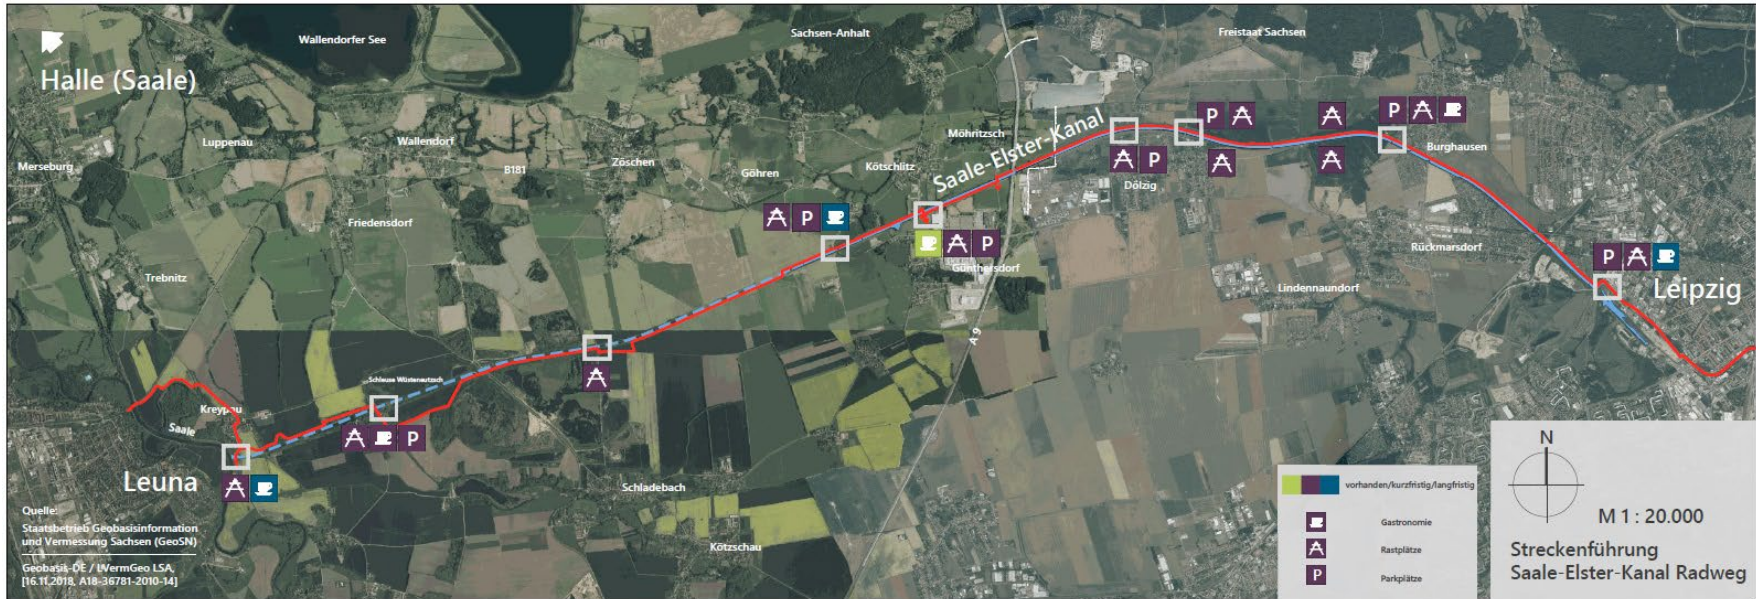 Wallendorfer See
Sachsen-Anhalt
Freistaat Sachsen
Halle (Saale)
Merseburg
Luppenau
Wallendorf
B181
Zöschen
Göhren
Kötschlitz
Möhritzsch
Saale-Elster-Kanal
P
P
Dölzig
P
Burghausen
Friedensdorf
P
P
Günthersdorf
Rückmarsdorf
Trebnitz
Lindennaundorf
P
Leipzig
A 9
Schleuse Wüsteneutzsch
Kreypau
Saale
P
Leuna
Schladebach
Kötzschau
Quelle:
Staatsbetrieb Geobasisinformation
und Vermessung Sachsen (GeoSN)
Geobasis-DE / LVermGeo LSA,
[16.11.2018, A18-36781-2010-14]
vorhanden/kurzfristig/langfristig
Gastronomie
Rastplätze
P Parkplätze
N
M 1 : 20.000
Streckenführung
Saale-Elster-Kanal Radweg